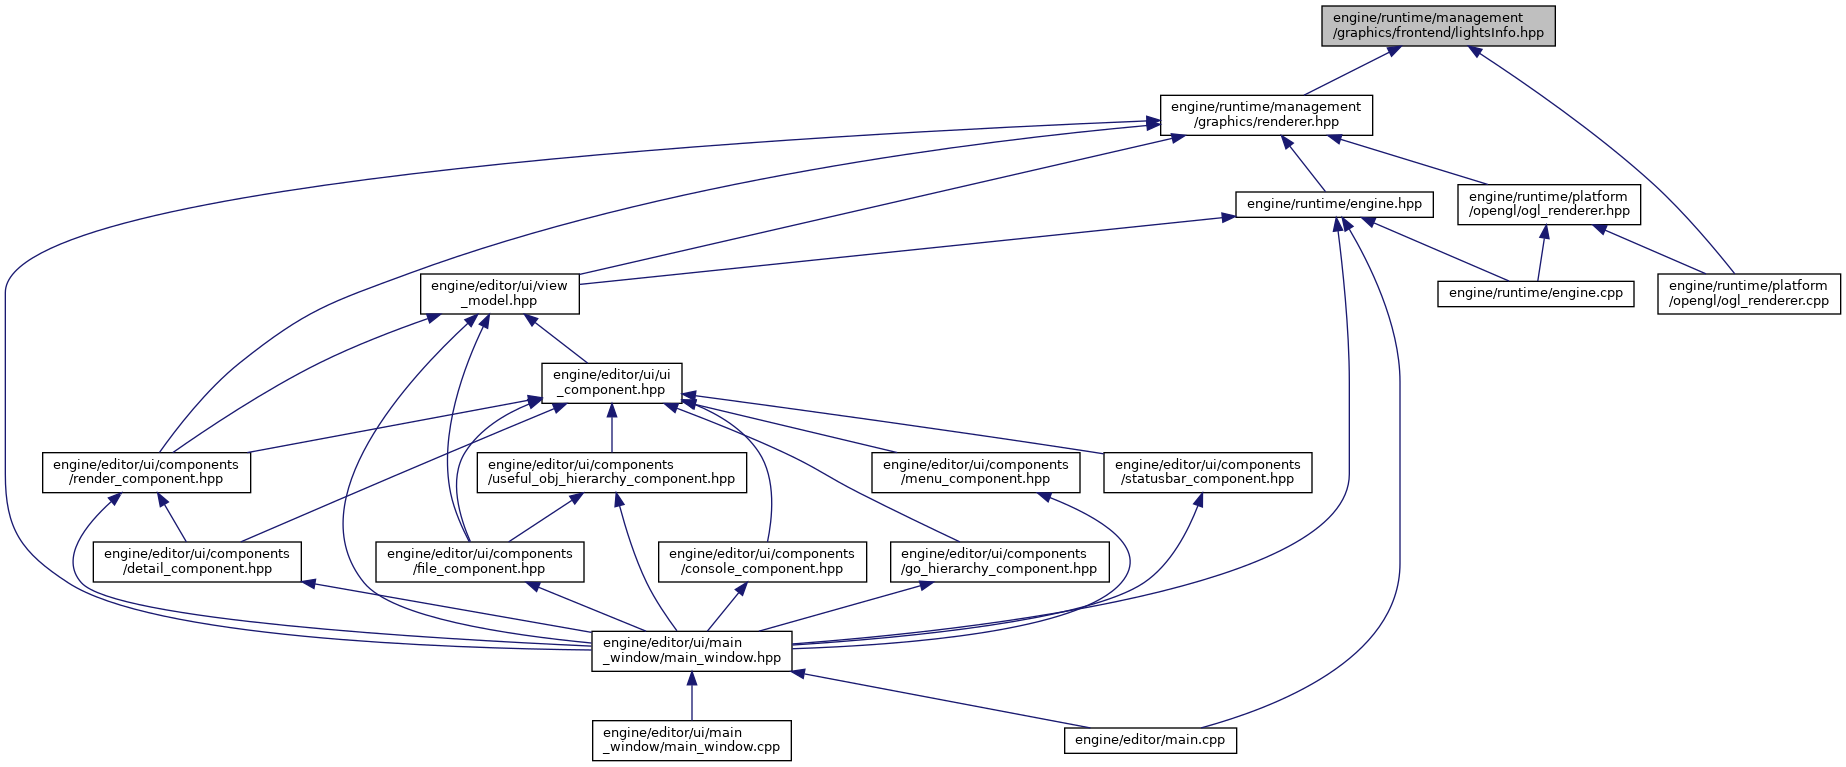 engine/runtime/management
/graphics/frontend/lightsInfo.hpp
engine/runtime/management
/graphics/renderer.hpp
engine/runtime/engine.hpp
engine/runtime/platform
/opengl/ogl_renderer.hpp
engine/editor/ui/view
_model.hpp
engine/runtime/engine.cpp
engine/runtime/platform
/opengl/ogl_renderer.cpp
engine/editor/ui/ui
_component.hpp
engine/editor/ui/components
/render_component.hpp
engine/editor/ui/components
/useful_obj_hierarchy_component.hpp
engine/editor/ui/components
/menu_component.hpp
engine/editor/ui/components
/statusbar_component.hpp
engine/editor/ui/components
/detail_component.hpp
engine/editor/ui/components
/file_component.hpp
engine/editor/ui/components
/console_component.hpp
engine/editor/ui/components
/go_hierarchy_component.hpp
engine/editor/ui/main
_window/main_window.hpp
engine/editor/ui/main
_window/main_window.cpp
engine/editor/main.cpp